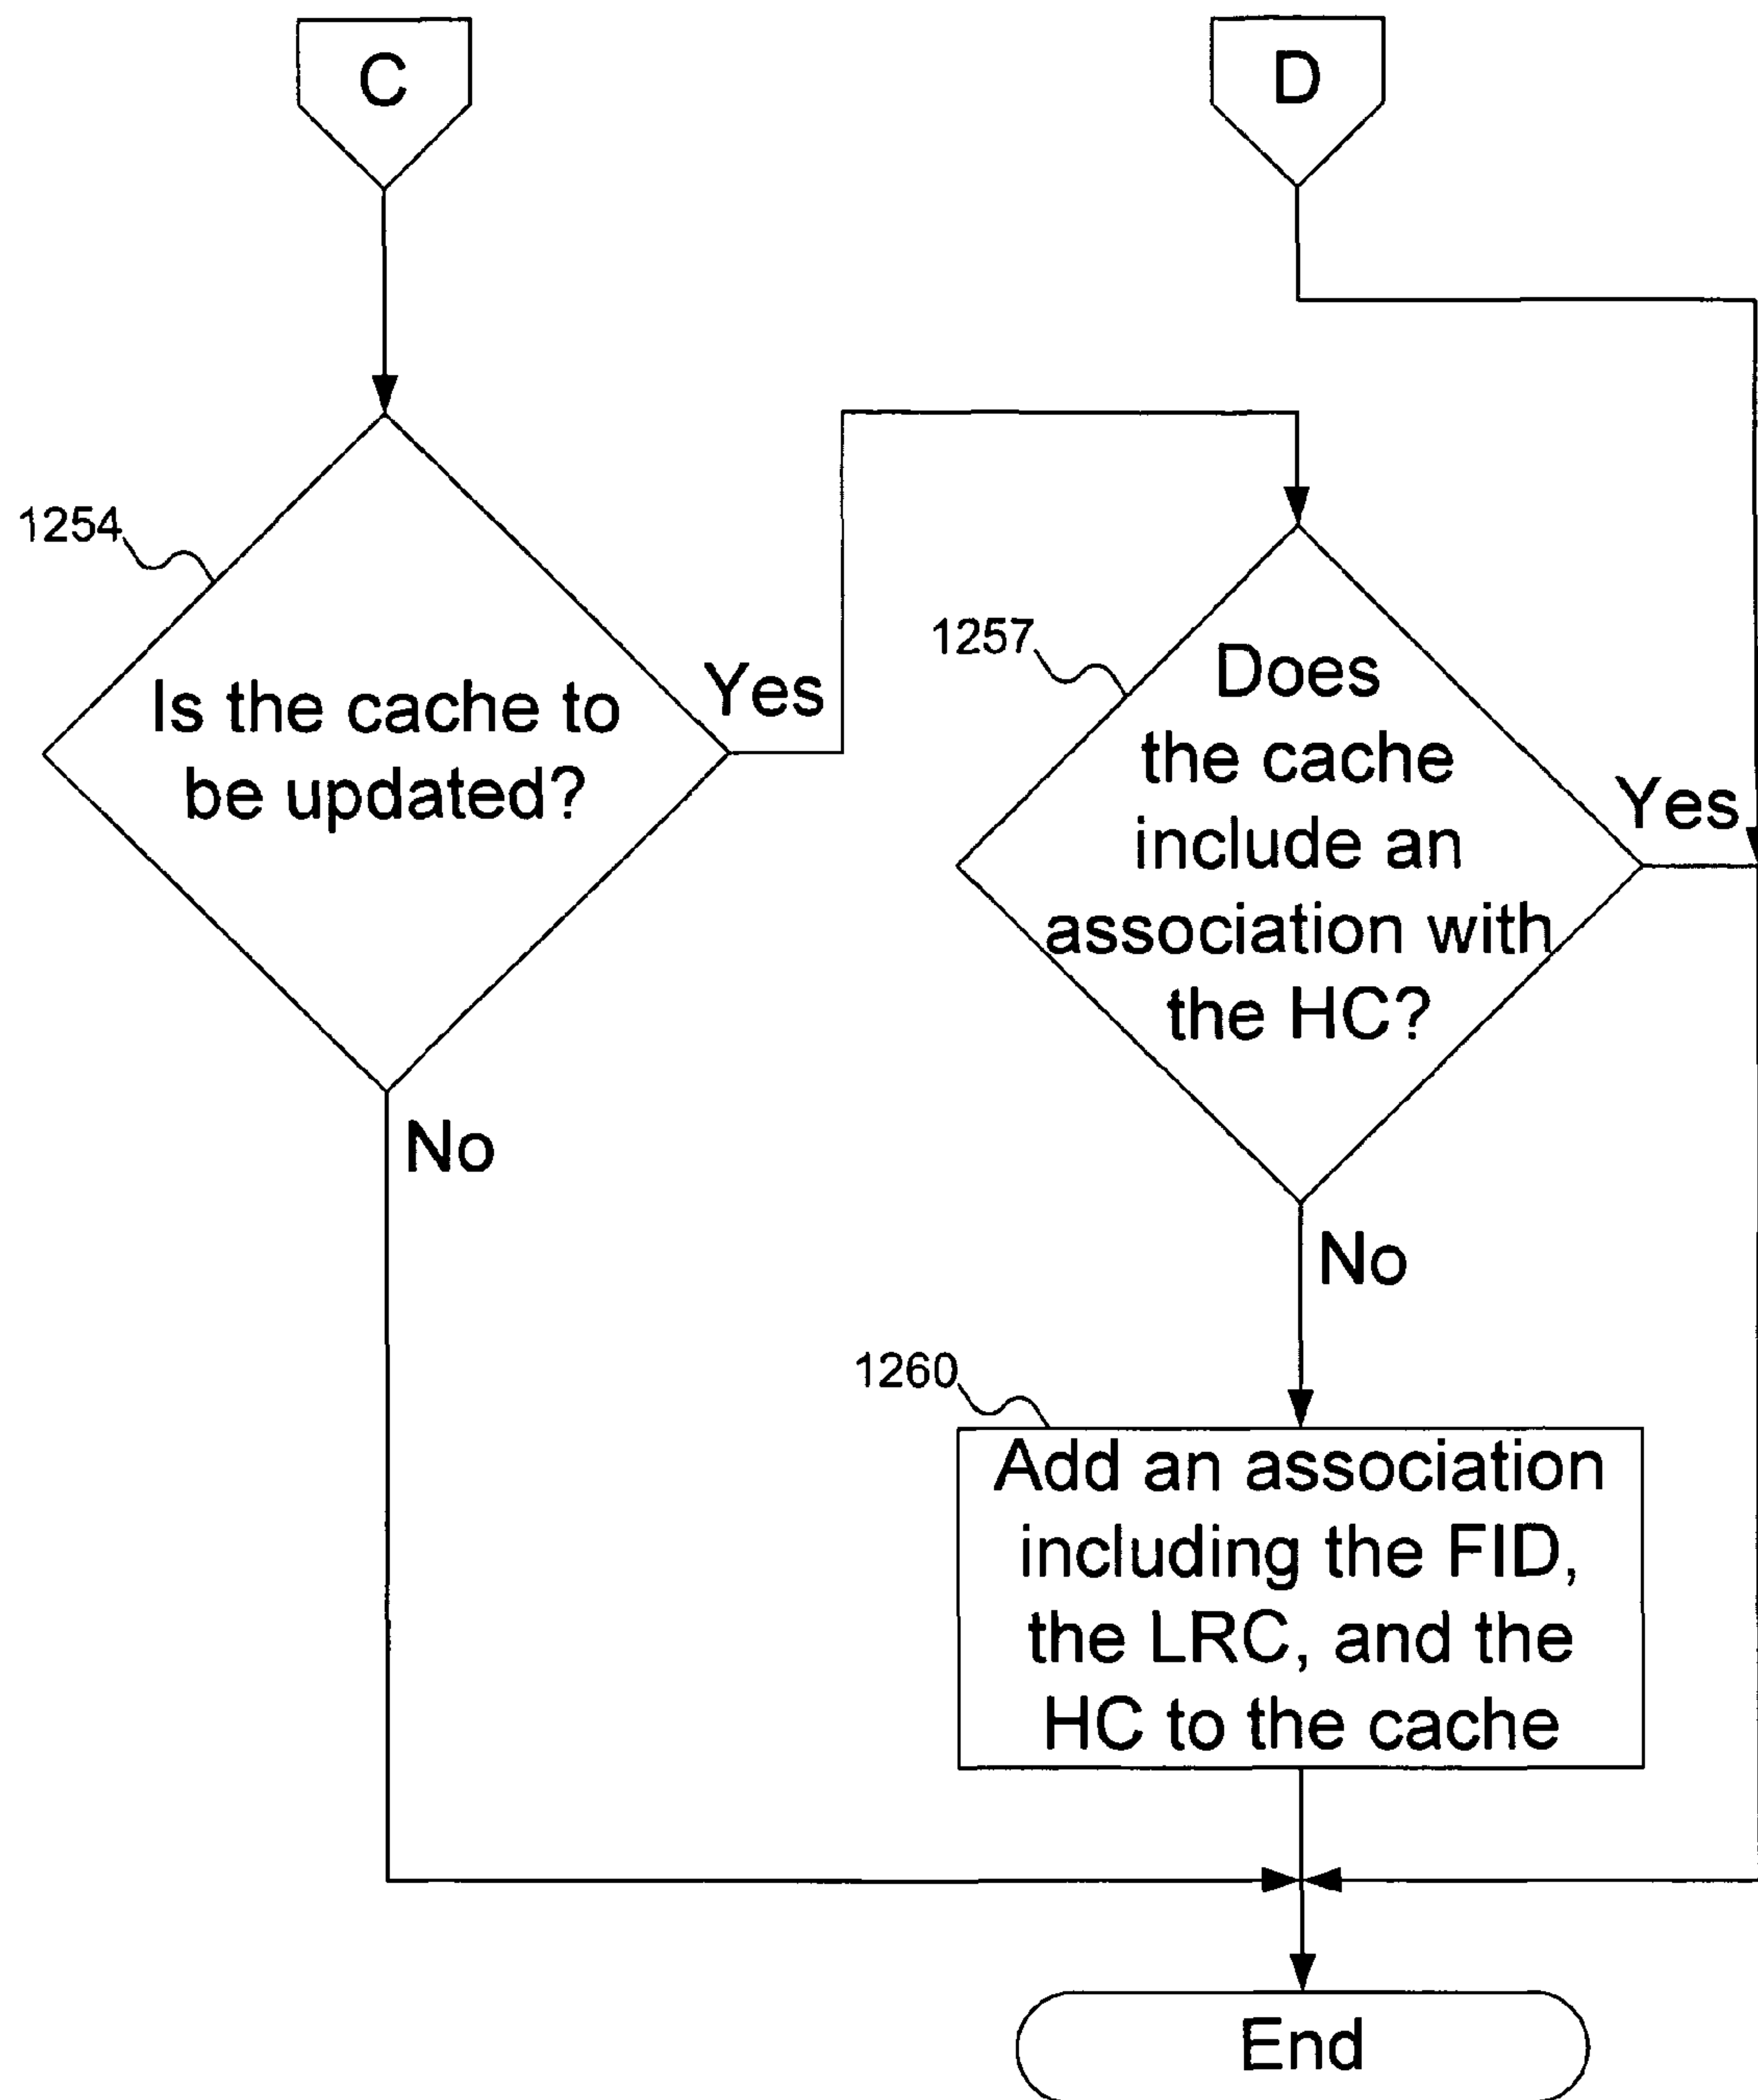 C
D
1254
Is the cache to
be updated?
Yes
No
1257
Does
the cache
include an
association with
the HC?
Yes
No
1260
Add an association
including the FID,
the LRC, and the
HC to the cache
End